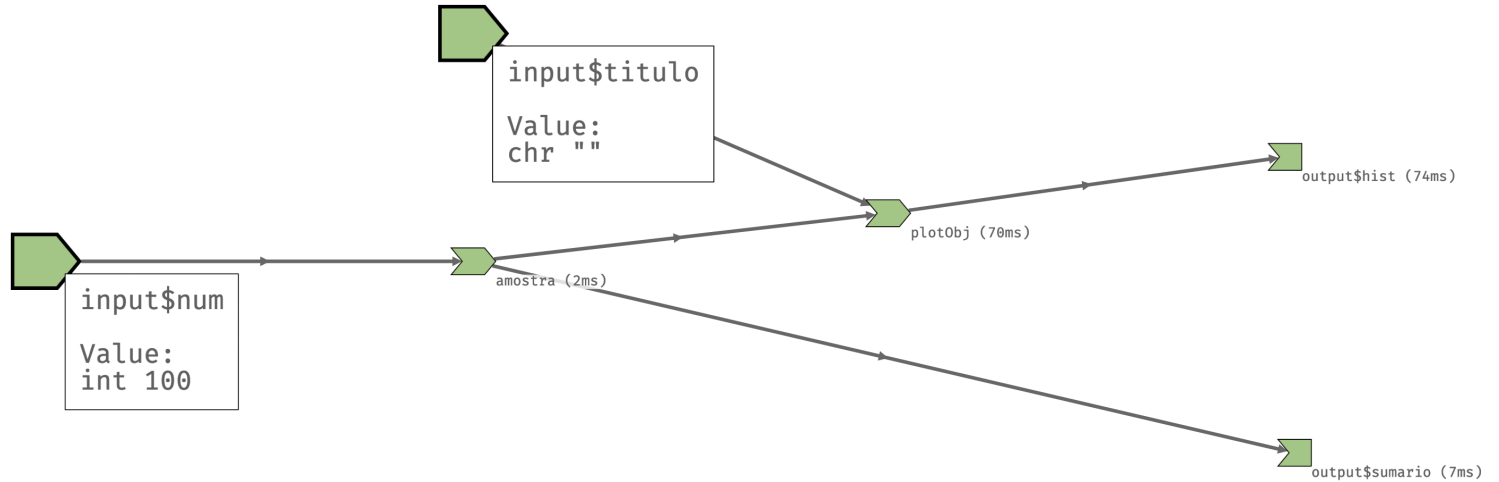 input$titulo
Value:
chr ""
output$hist (74ms)
plotObj (70ms)
amostra (2ms)
input$num
Value:
int 100
output$sumario (7ms)